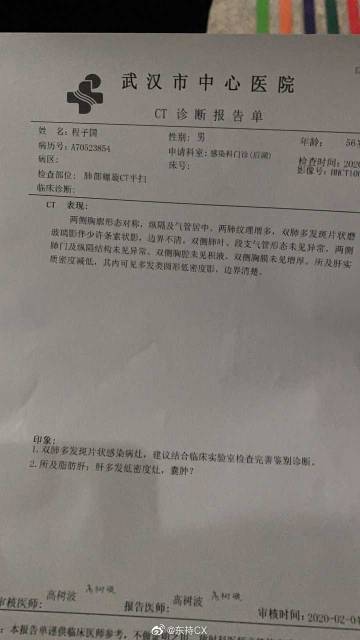 武汉市中心医院
CT 诊断报告单
姓名：程子国 性别：男 年龄：56
病历号：A70523854 申请科室：感染科门诊(后湖) 检查时间：2020
病区： 床号： 影像号：
检查部位：肺部螺旋CT平扫
临床诊断：
CT 表现：
两侧胸廓形态对称，纵隔及气管居中。两肺纹理增多，双肺多发斑片状磨
玻璃影伴少许条索状影，边界不清。双侧肺叶、段支气管形态未见异常，两侧
肺门及纵隔结构未见异常。双侧胸腔未见积液。双侧胸膜未见增厚。所及肝实
质密度减低，其内可见多发类圆形低密度影，边界清楚。
印象：
1.双肺多发斑片状感染病灶，建议结合临床实验室检查完善鉴别诊断。
2.所及脂肪肝；肝多发低密度灶，囊肿？
审核医师：高树波 报告医师：高树波 审核时间：2020-02-0
本报告单谨供临床医师参考，不做
@东持CX